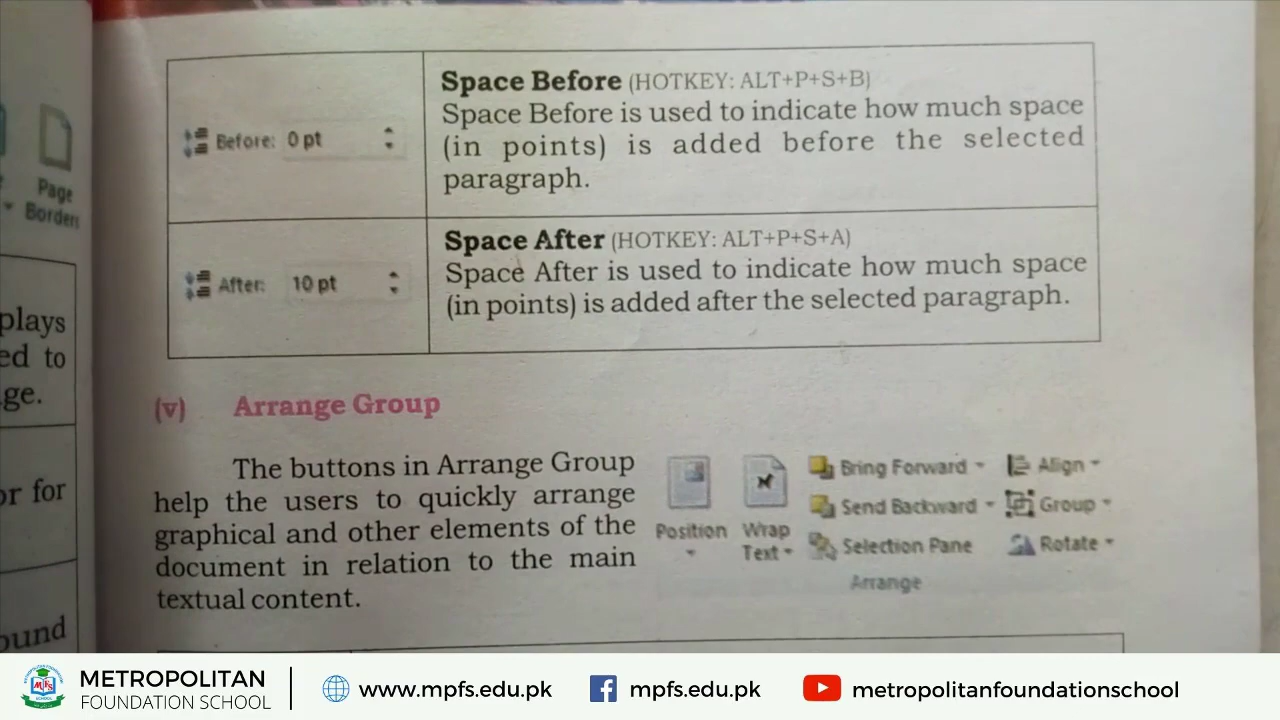 Page
Borders
plays
ed to
ge.
or for
ound
Before: 0 pt
Space Before (HOTKEY: ALT+P+S+B)
Space Before is used to indicate how much space
(in points) is added before the selected
paragraph.
After: 10 pt
Space After (HOTKEY: ALT+P+S+A)
Space After is used to indicate how much space
(in points) is added after the selected paragraph.
(v) Arrange Group
The buttons in Arrange Group
help the users to quickly arrange
graphical and other elements of the
document in relation to the main
textual content.
Position
Wrap
Text
Bring Forward
Send Backward
Selection Pane
Align
Group
Rotate
Arrange
METROPOLITAN
FOUNDATION SCHOOL
www.mpfs.edu.pk
mpfs.edu.pk
metropolitanfoundationschool